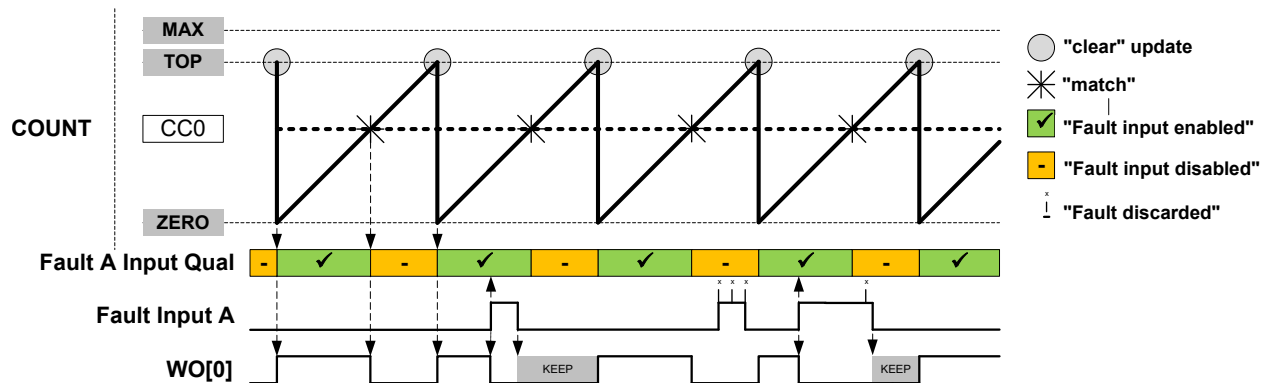 MAX
TOP
"clear" update
"match"
COUNT
CC0
"Fault input enabled"
-
"Fault input disabled"
x
ZERO
-
"Fault discarded"
Fault A Input Qual
- - - - -
x x x x
Fault Input A
WO[0]
KEEP
KEEP